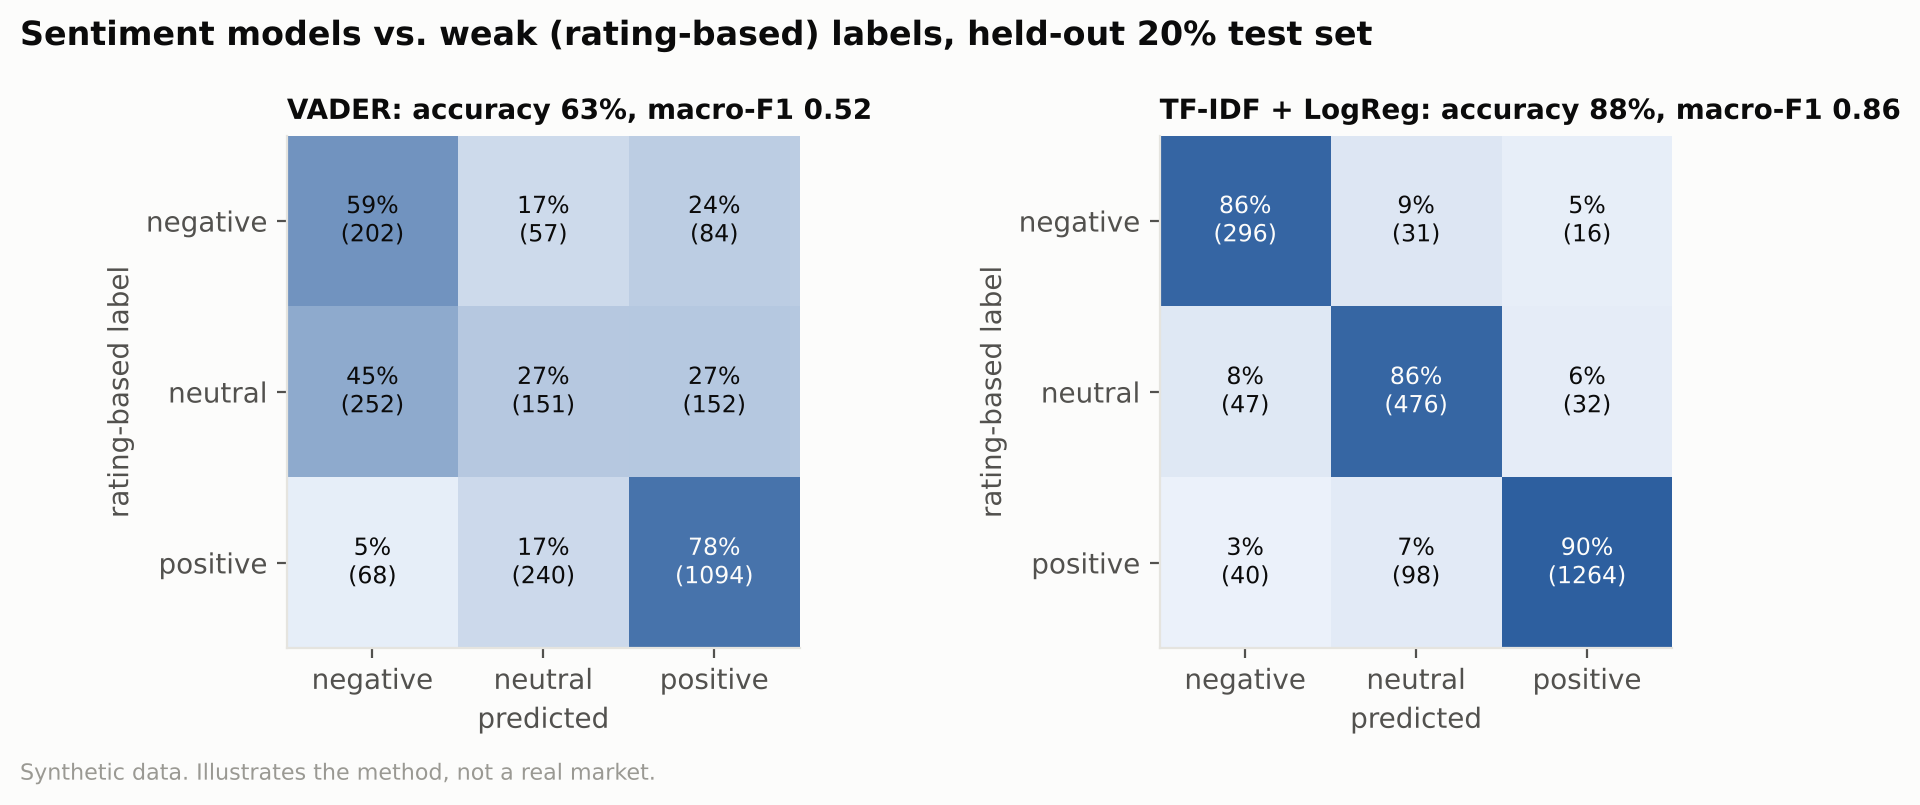 Sentiment models vs. weak (rating-based) labels, held-out 20% test set
VADER: accuracy 63%, macro-F1 0.52
rating-based label
negative
59%
(202)
17%
(57)
24%
(84)
neutral
45%
(252)
27%
(151)
27%
(152)
positive
5%
(68)
17%
(240)
78%
(1094)
negative
neutral
positive
predicted
TF-IDF + LogReg: accuracy 88%, macro-F1 0.86
rating-based label
negative
86%
(296)
9%
(31)
5%
(16)
neutral
8%
(47)
86%
(476)
6%
(32)
positive
3%
(40)
7%
(98)
90%
(1264)
negative
neutral
positive
predicted
Synthetic data. Illustrates the method, not a real market.